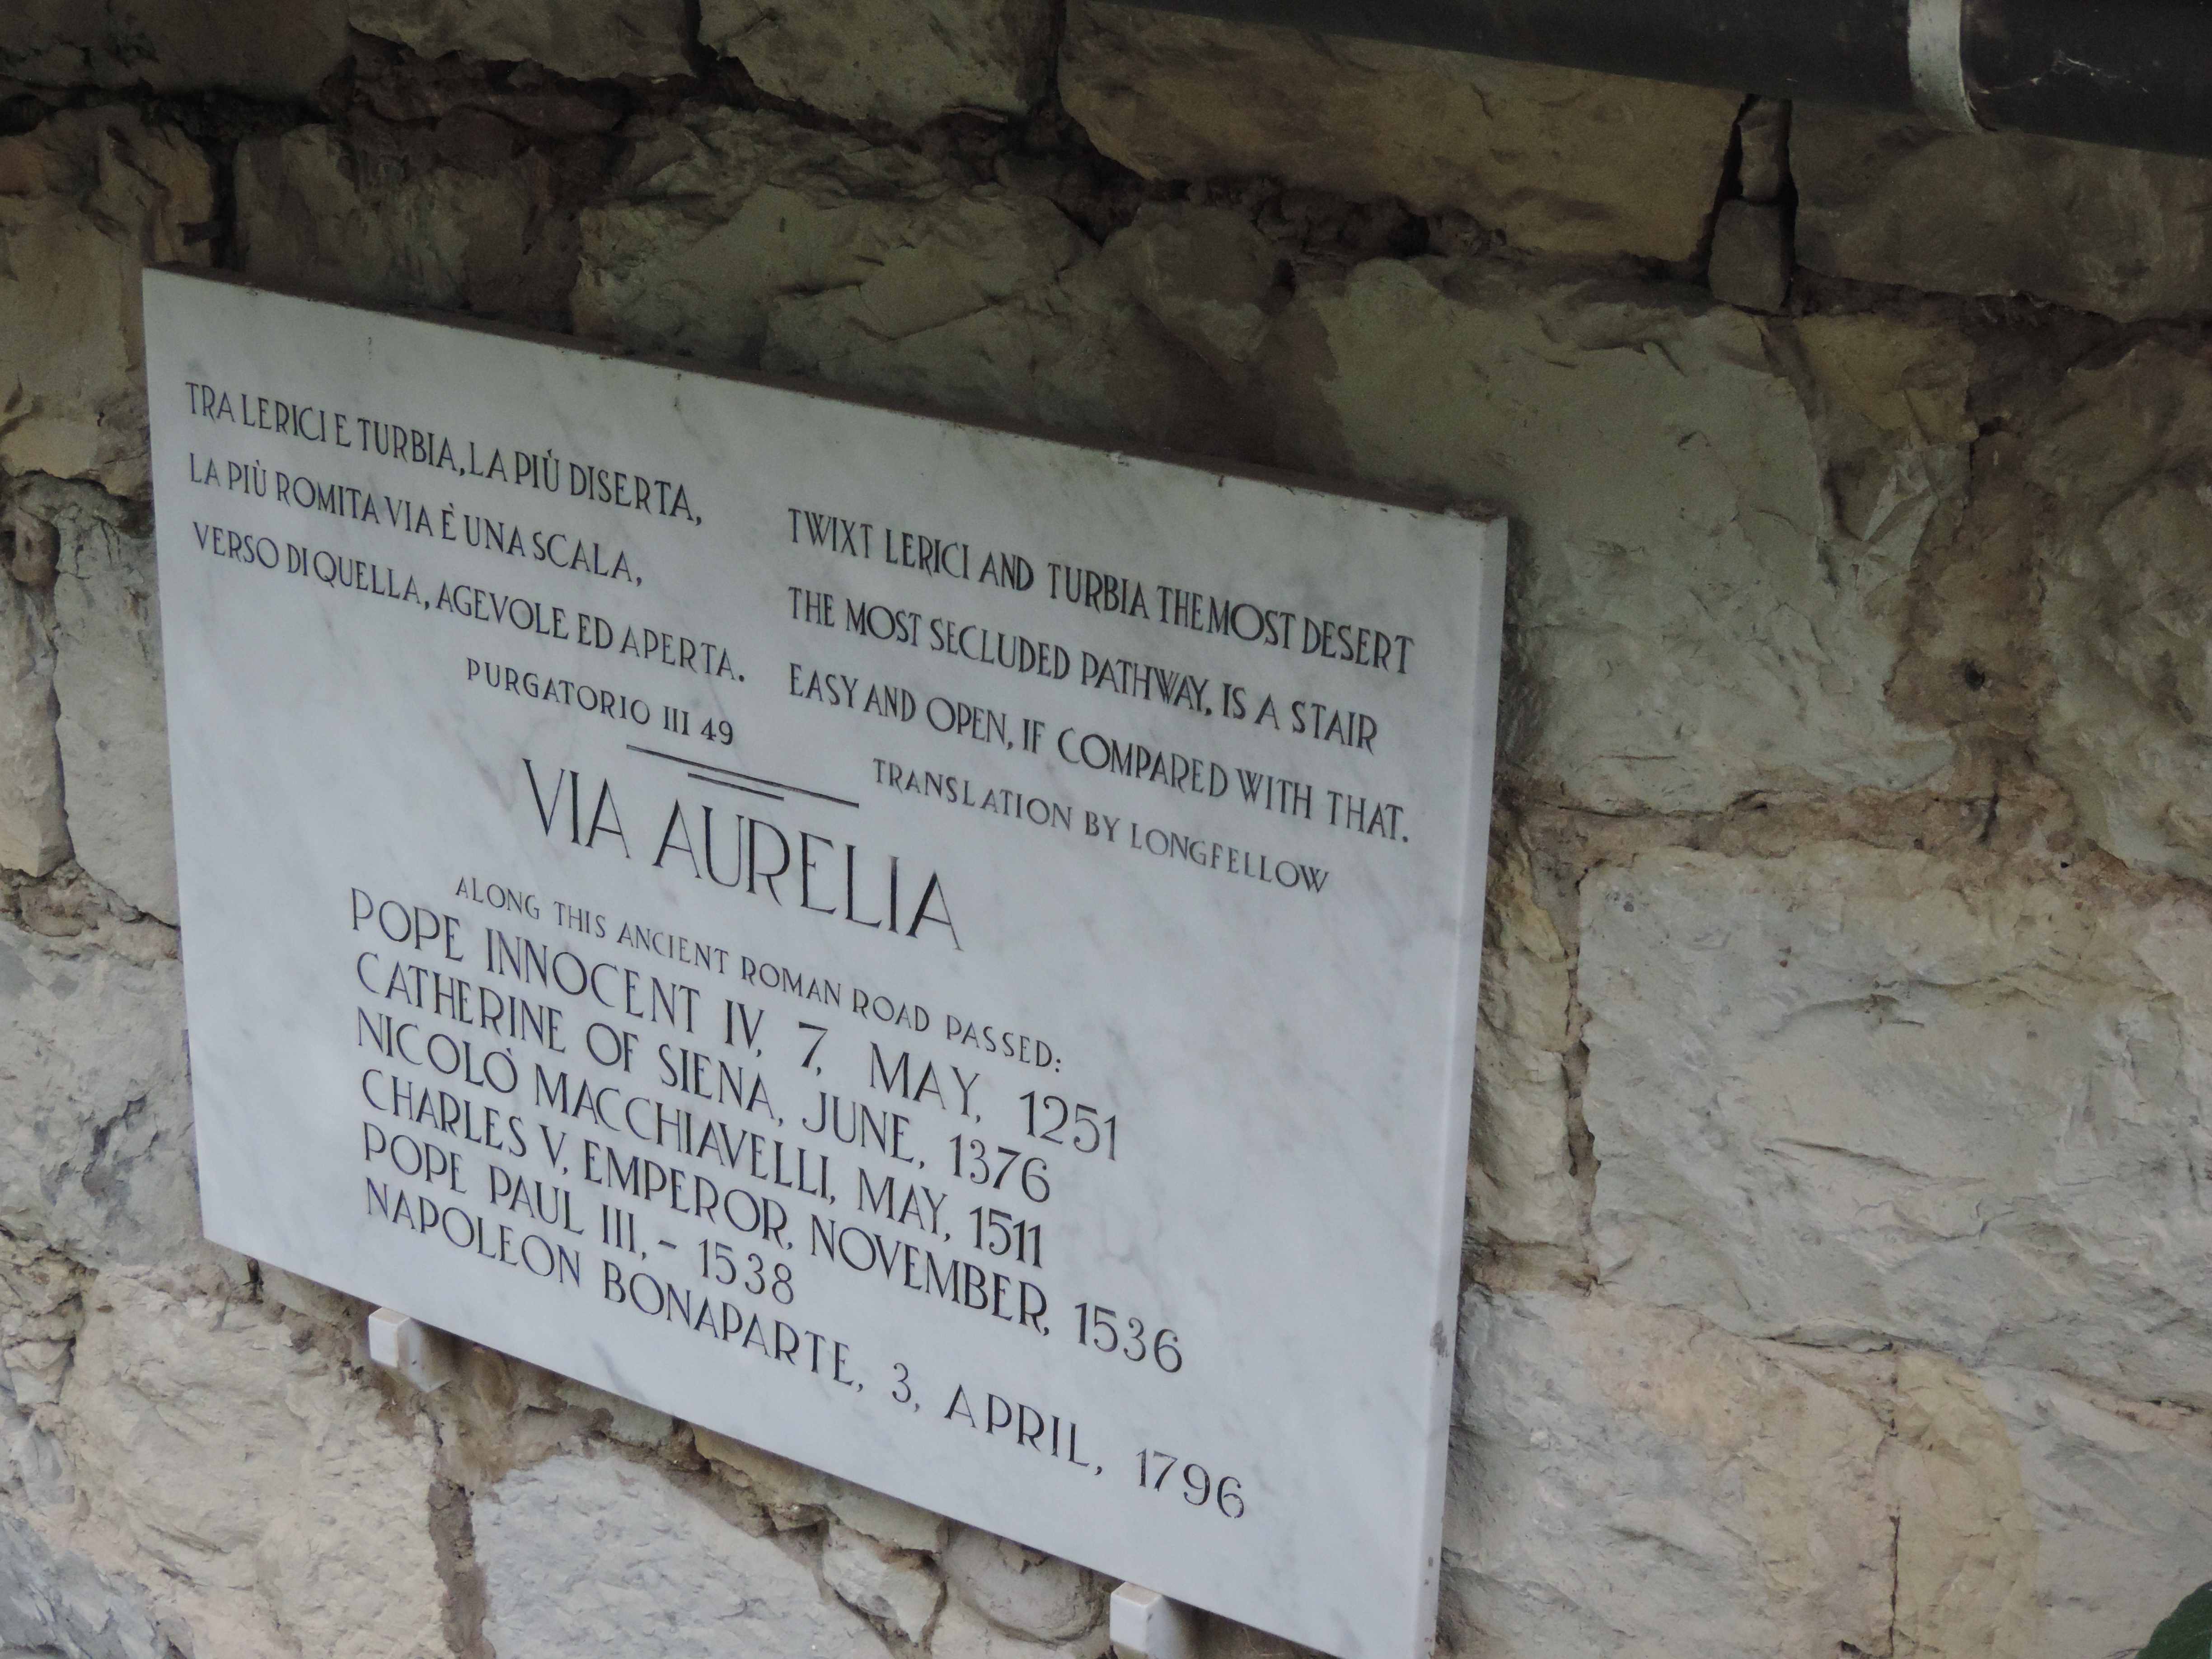 TRA LERICI E TURBIA, LA PIÚ DISERTA,
LA PIÙ ROMITA VIA È UNA SCALA,
VERSO DI QUELLA, AGEVOLE ED APERTA.
PURGATORIO III 49
TWIXT LERICI AND TURBIA THE MOST DESERT
THE MOST SECLUDED PATHWAY, IS A STAIR
EASY AND OPEN, IF COMPARED WITH THAT.
TRANSLATION BY LONGFELLOW
VIA AURELIA
ALONG THIS ANCIENT ROMAN ROAD PASSED:
POPE INNOCENT IV, 7, MAY, 1251
CATHERINE OF SIENA, JUNE, 1376
NICOLÒ MACCHIAVELLI, MAY, 1511
CHARLES V, EMPEROR, NOVEMBER, 1536
POPE PAUL III, - 1538
NAPOLEON BONAPARTE, 3, APRIL, 1796